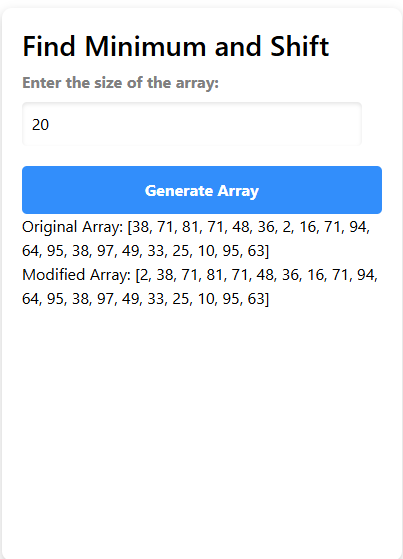 Find Minimum and Shift
Enter the size of the array:
20
Generate Array
Original Array: [38, 71, 81, 71, 48, 36, 2, 16, 71, 94,
64, 95, 38, 97, 49, 33, 25, 10, 95, 63]
Modified Array: [2, 38, 71, 81, 71, 48, 36, 16, 71, 94,
64, 95, 38, 97, 49, 33, 25, 10, 95, 63]